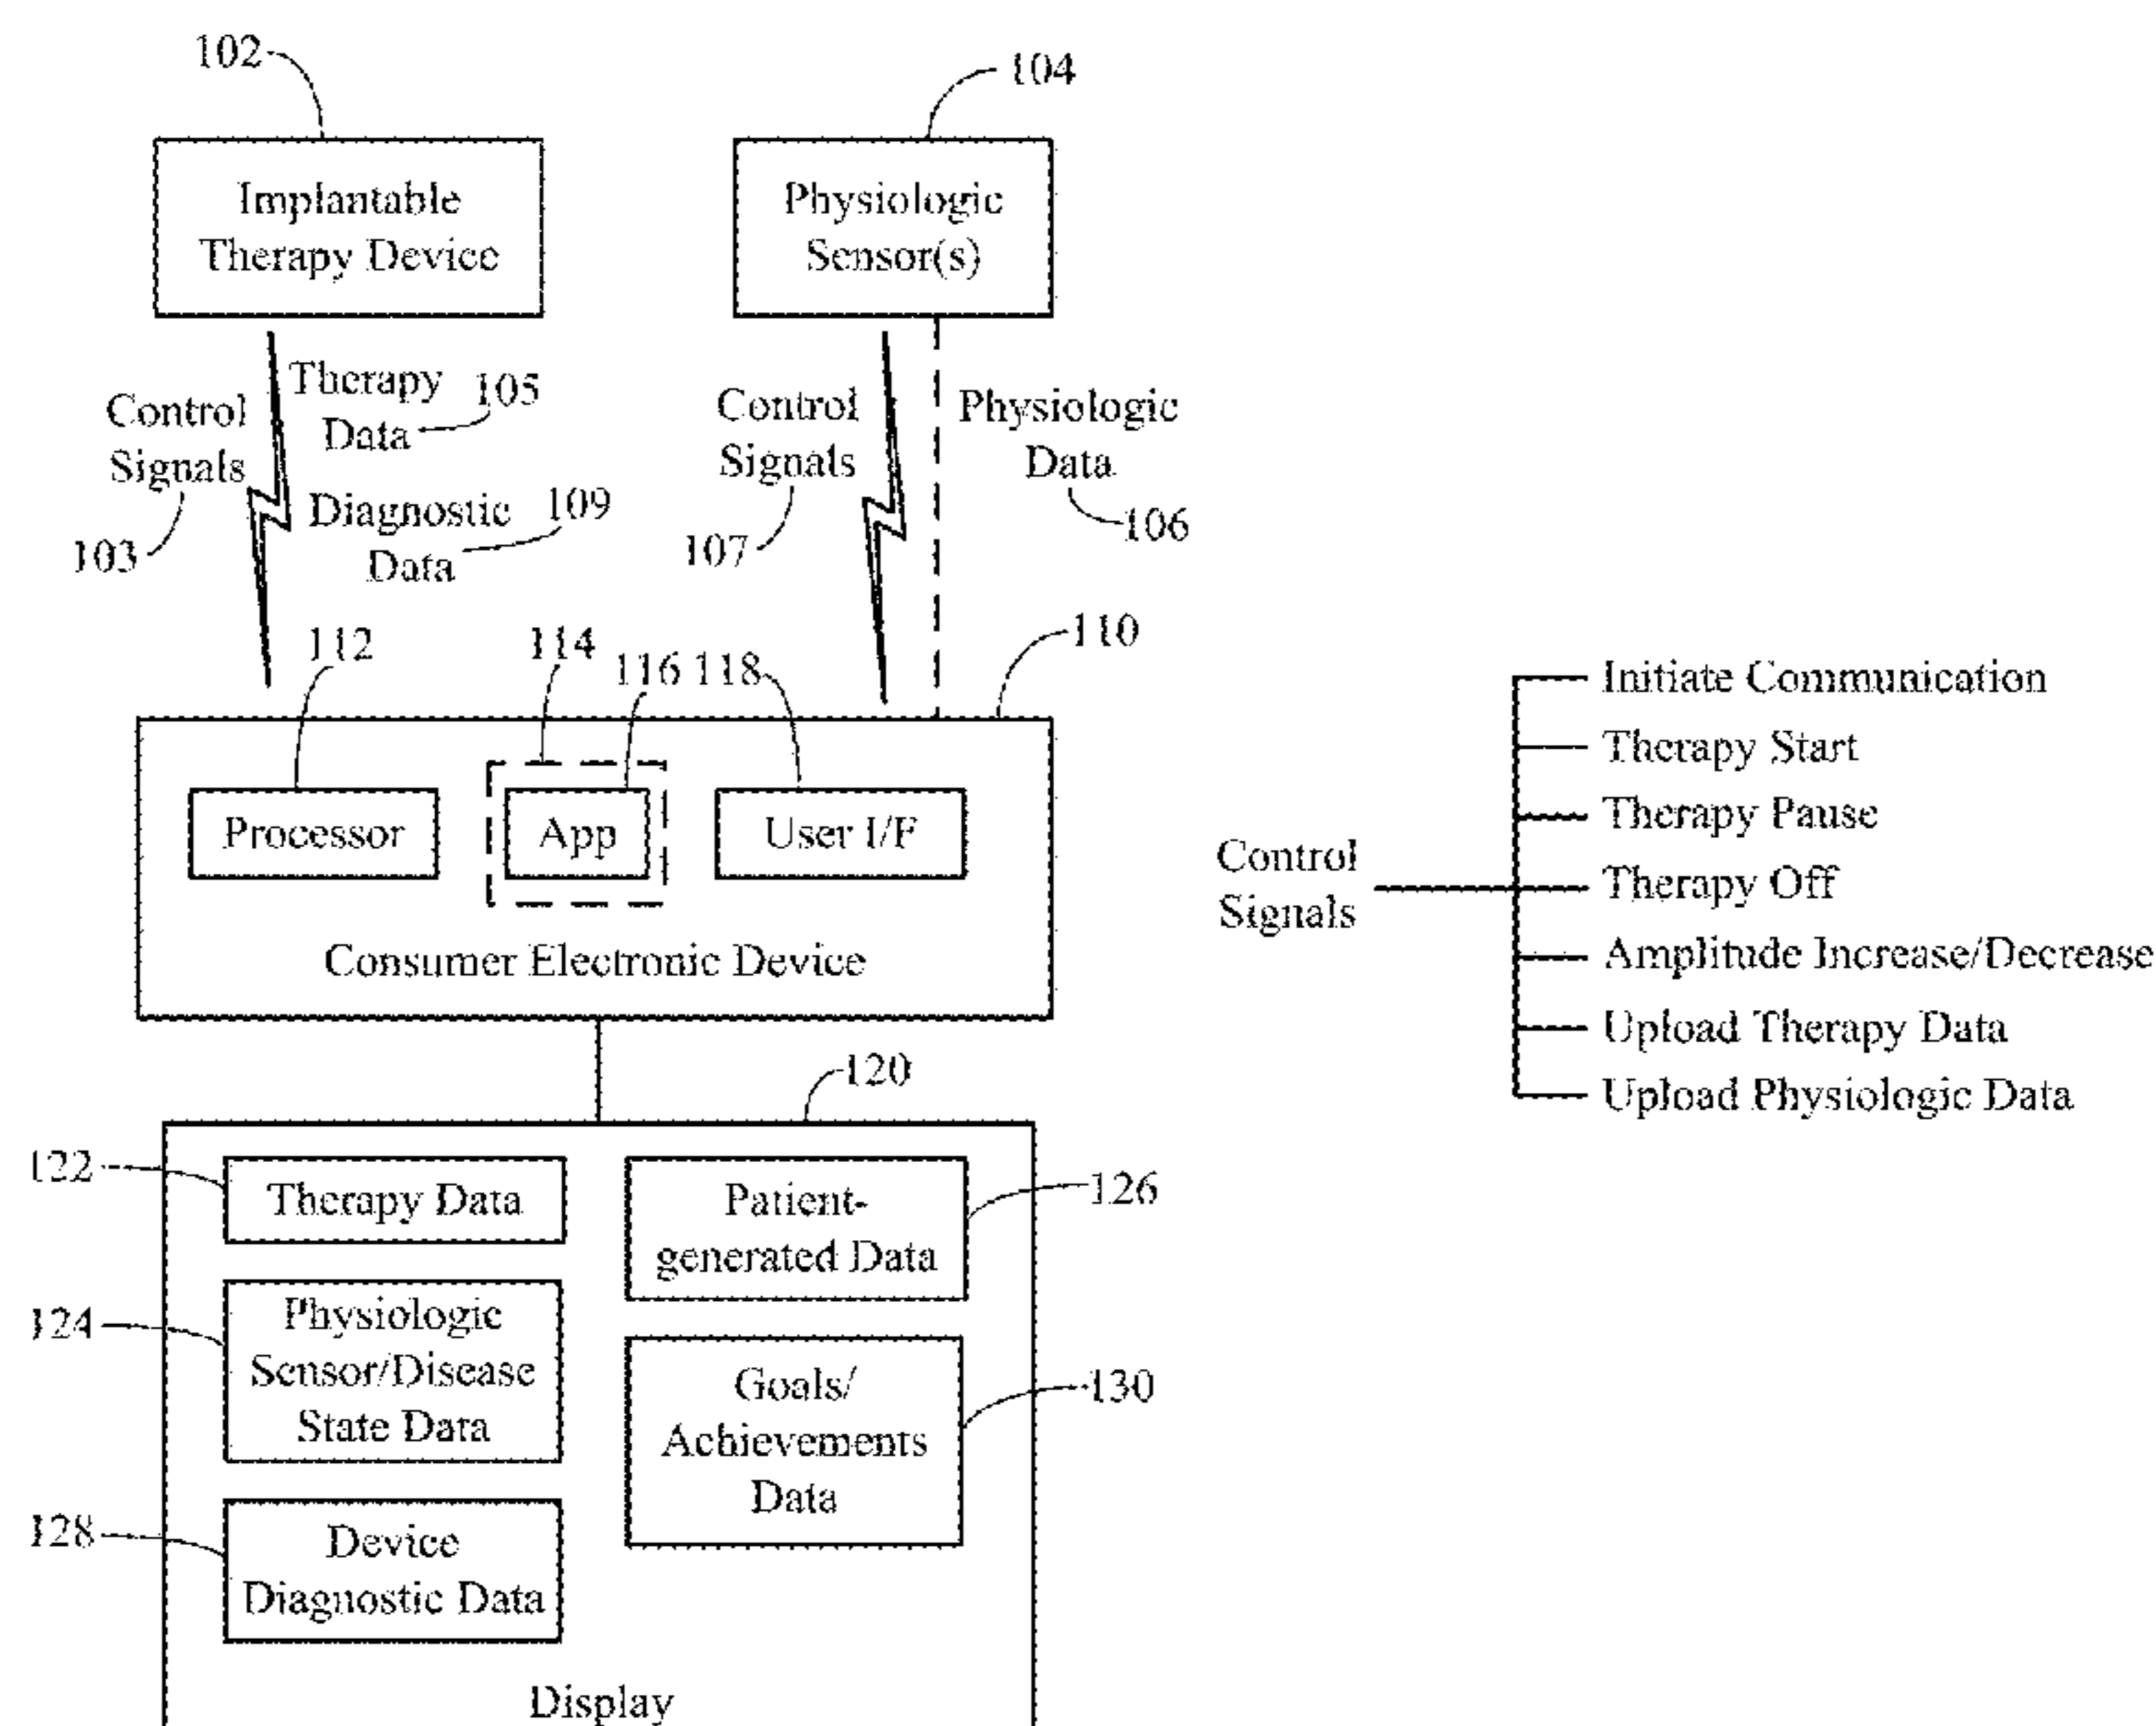 102
104
Implantable
Therapy Device
Physiologic
Sensor(s)
Control
Signals
103
Therapy
Data
105
Diagnostic
Data
109
Control
Signals
107
Physiologic
Data
106
110
112
114
116
118
Processor
App
User I/F
Consumer Electronic Device
120
122
Therapy Data
124
Physiologic
Sensor/Disease
State Data
128
Device
Diagnostic Data
Patient-
generated Data
126
Goals/
Achievements
Data
130
Display
Control
Signals
Initiate Communication
Therapy Start
Therapy Pause
Therapy Off
Amplitude Increase/Decrease
Upload Therapy Data
Upload Physiologic Data